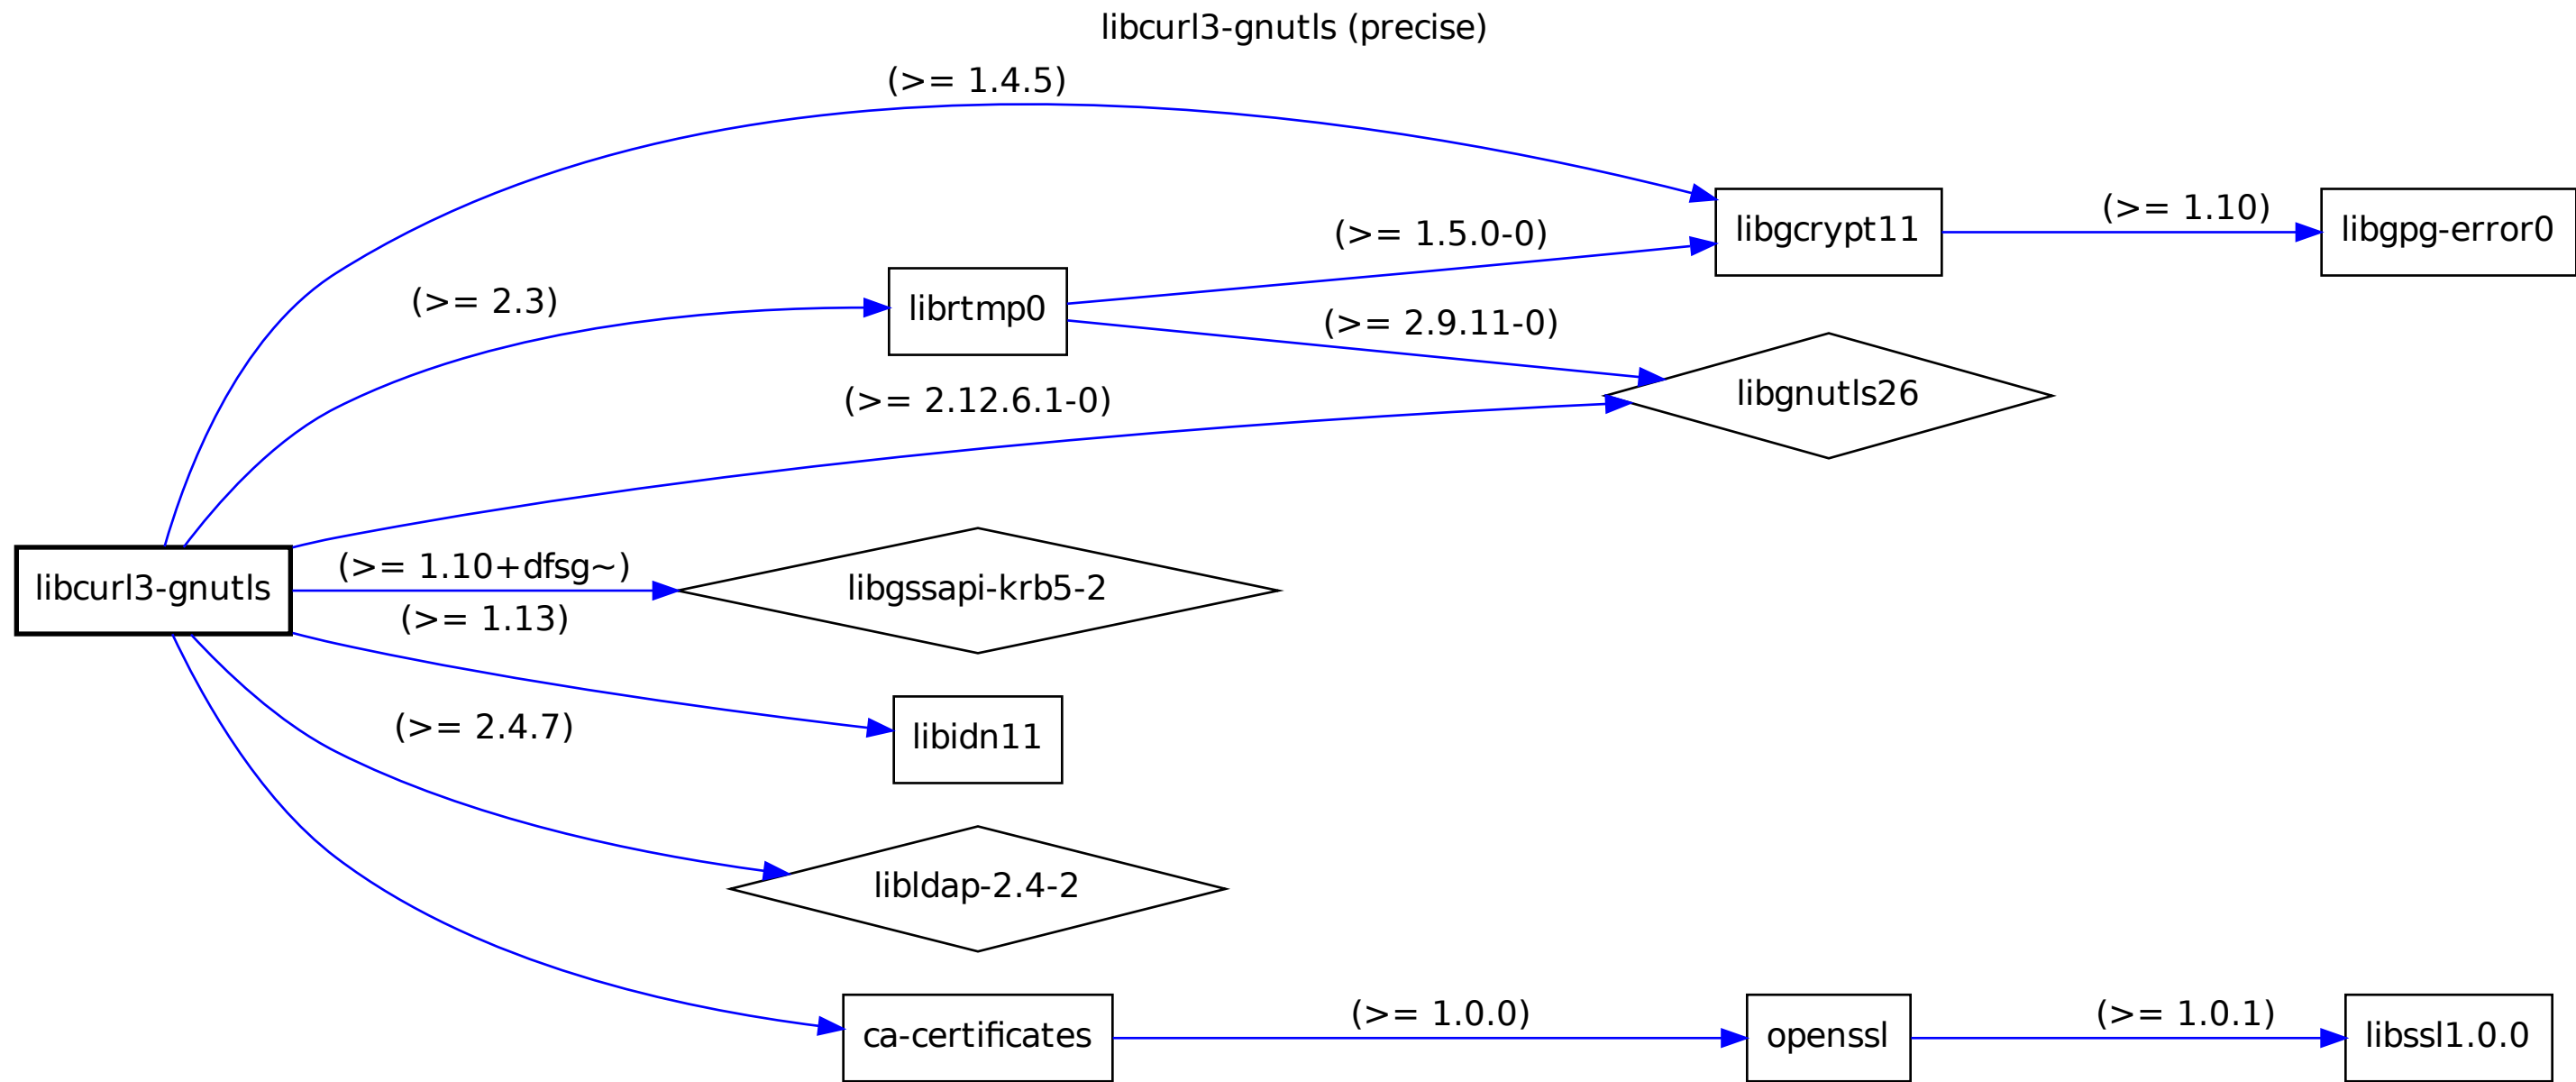 libcurl3-gnutls (precise)
(>= 1.4.5)
(>= 1.10)
libgcrypt11
libgpg-error0
(>= 1.5.0-0)
(>= 2.3)
librtmp0
(>= 2.9.11-0)
libgnutls26
(>= 2.12.6.1-0)
(>= 1.10+dfsg~)
libcurl3-gnutls
libgssapi-krb5-2
(>= 1.13)
(>= 2.4.7)
libidn11
libldap-2.4-2
(>= 1.0.0)
(>= 1.0.1)
ca-certificates
openssl
libssl1.0.0